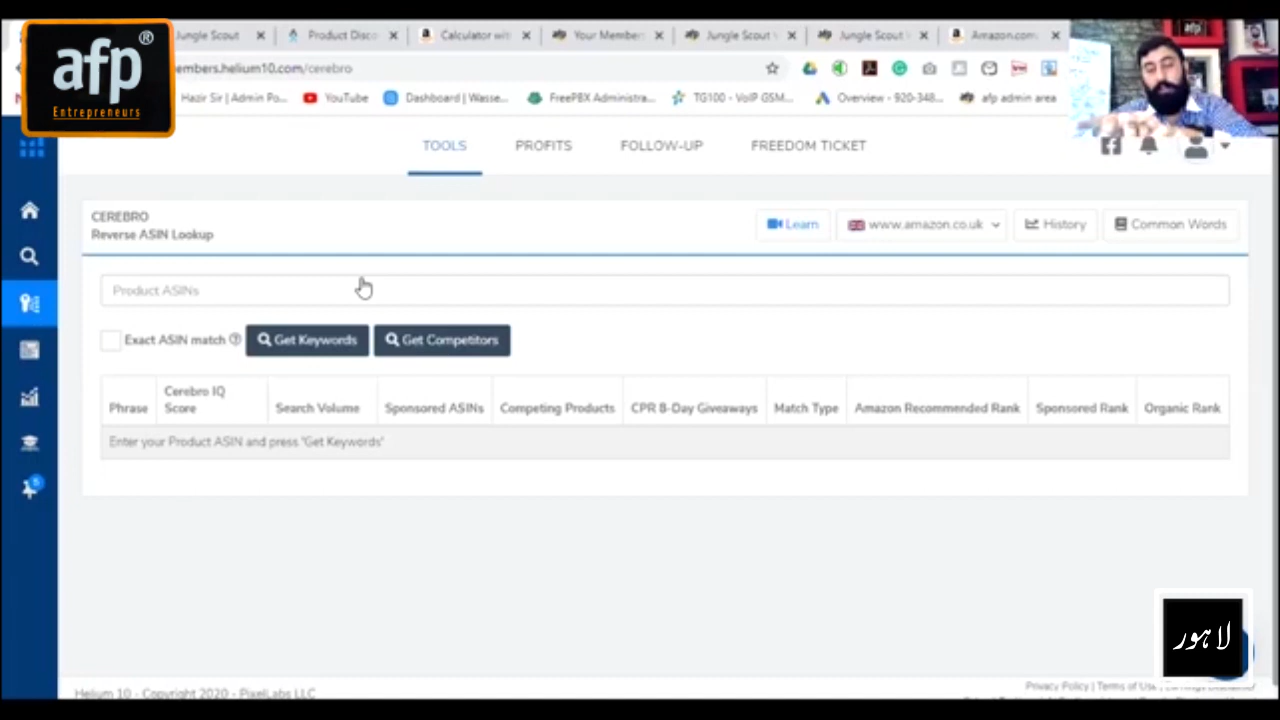 afp®
Entrepreneurs
Jungle Scout
Product Disco
Calculator wit
Your Member
Jungle Scout
Jungle Scout
Amazon.com
members.helium10.com/cerebro
Hazir Sir | Admin Po...
YouTube
Dashboard | Wasse...
FreePBX Administra...
TG100 - VoIP GSM...
Overview - 920-348...
afp admin area
TOOLS
PROFITS
FOLLOW-UP
FREEDOM TICKET
CEREBRO
Reverse ASIN Lookup
Learn
www.amazon.co.uk
History
Common Words
Product ASINs
Exact ASIN match
Get Keywords
Get Competitors
Phrase
Cerebro IQ
Score
Search Volume
Sponsored ASINs
Competing Products
CPR 8-Day Giveaways
Match Type
Amazon Recommended Rank
Sponsored Rank
Organic Rank
Enter your Product ASIN and press 'Get Keywords'
5
لاہور
Helium 10 - Copyright 2020 - PixelLabs LLC
Privacy Policy | Terms of Use | Earnings Disclaimer